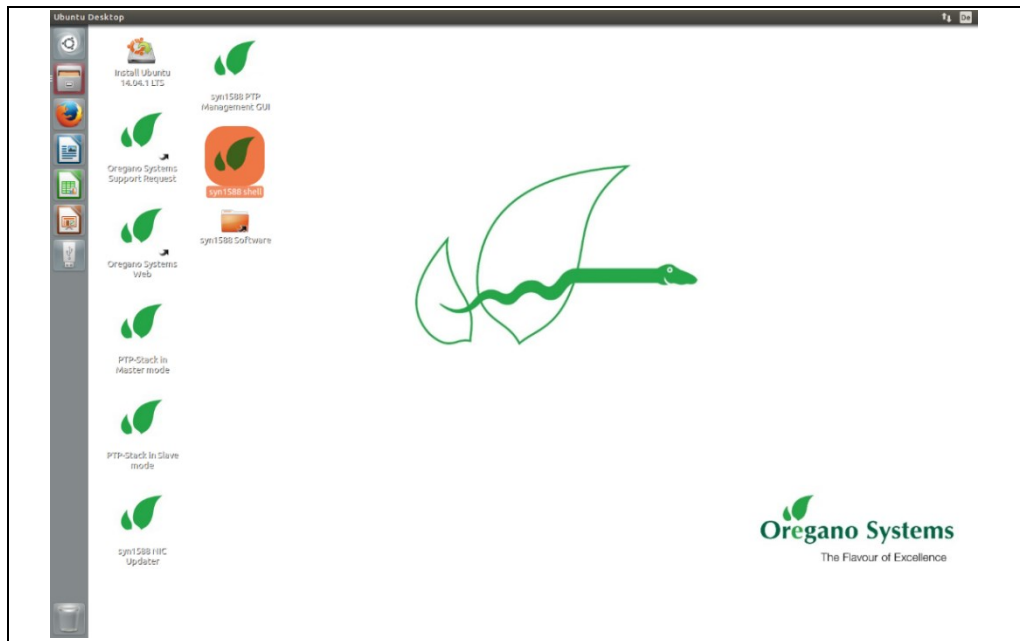 Ubuntu Desktop
De
Install Ubuntu
14.04.1 LTS
syn1588 PTP
Management GUI
Oregano Systems
Support Request
syn1588 shell
Oregano Systems
Web
syn1588 Software
PTP-Stack in
Master mode
PTP-Stack in Slave
mode
syn1588 NIC
Updater
Oregano Systems
The Flavour of Excellence